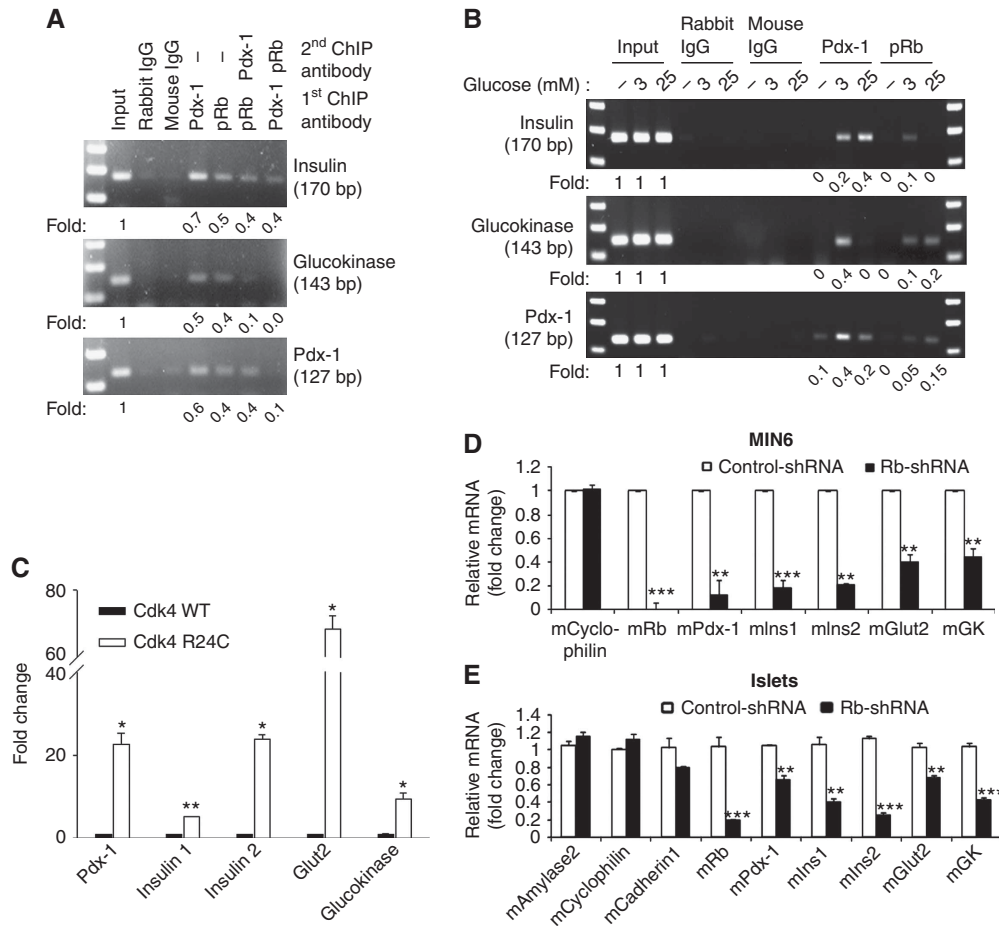 A
Input
Rabbit IgG
Mouse IgG
Pdx-1 –
pRb –
pRb Pdx-1
Pdx-1 pRb
2nd ChIP
antibody
1st ChIP
antibody
Insulin
(170 bp)
Fold: 1 0.7 0.5 0.4 0.4
Glucokinase
(143 bp)
Fold: 1 0.5 0.4 0.1 0.0
Pdx-1
(127 bp)
Fold: 1 0.6 0.4 0.4 0.1
B
Input Rabbit IgG Mouse IgG Pdx-1 pRb
Glucose (mM) : – 3 25 – 3 25 – 3 25 – 3 25 – 3 25
Insulin
(170 bp)
Fold: 1 1 1 0 0.2 0.4 0 0.1 0
Glucokinase
(143 bp)
Fold: 1 1 1 0 0.4 0 0 0.1 0.2
Pdx-1
(127 bp)
Fold: 1 1 1 0.1 0.4 0.2 0 0.05 0.15
C
Fold change
80
60
40
20
0
Cdk4 WT
Cdk4 R24C
* ** * * *
Pdx-1 Insulin 1 Insulin 2 Glut2 Glucokinase
D
MIN6
Control-shRNA Rb-shRNA
Relative mRNA
(fold change)
1.2
1
0.8
0.6
0.4
0.2
0
*** ** *** ** ** **
mCyclo-
philin mRb mPdx-1 mIns1 mIns2 mGlut2 mGK
E
Islets
Control-shRNA Rb-shRNA
Relative mRNA
(fold change)
1.4
1.2
1
0.8
0.6
0.4
0.2
0
*** ** ** *** ** ***
mAmylase2 mCyclophilin mCadherin1 mRb mPdx-1 mIns1 mIns2 mGlut2 mGK